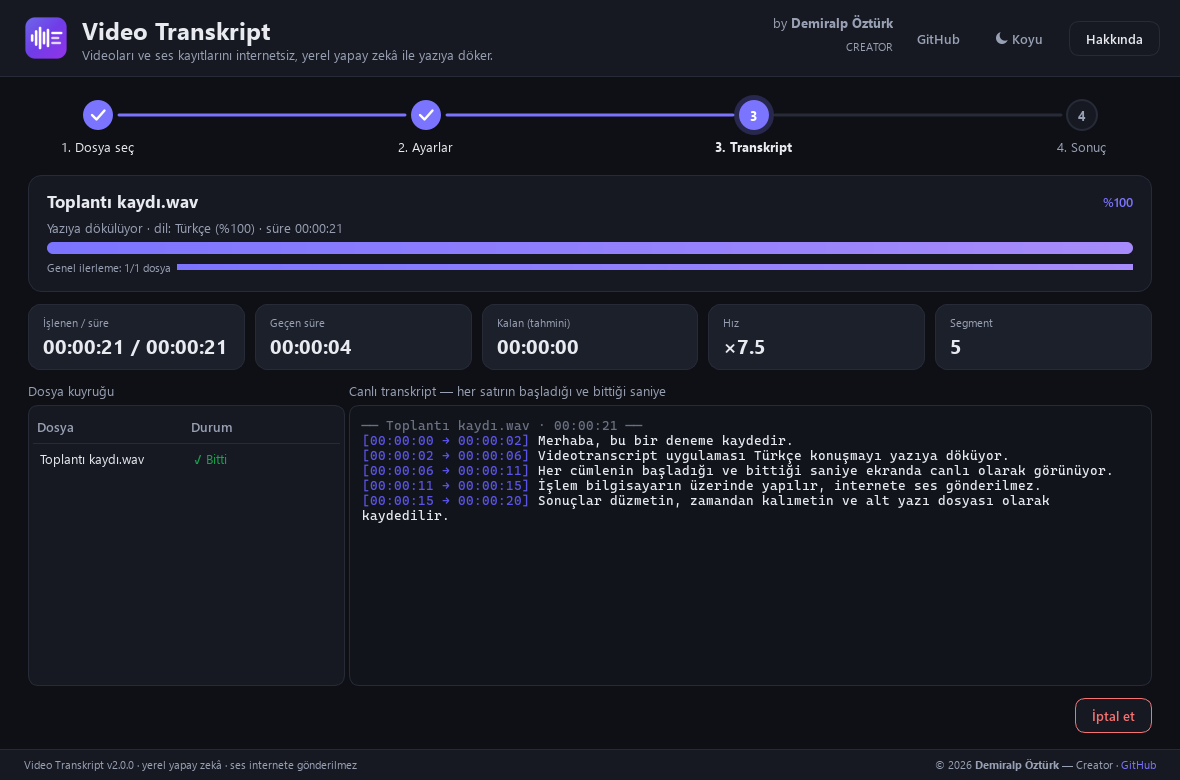 Video Transkript
Videoları ve ses kayıtlarını internetsiz, yerel yapay zekâ ile yazıya döker.
by Demiralp Öztürk
CREATOR
GitHub
Koyu
Hakkında
1. Dosya seç
2. Ayarlar
3
3. Transkript
4
4. Sonuç
Toplantı kaydı.wav
%100
Yazıya dökülüyor · dil: Türkçe (%100) · süre 00:00:21
Genel ilerleme: 1/1 dosya
İşlenen / süre
00:00:21 / 00:00:21
Geçen süre
00:00:04
Kalan (tahmini)
00:00:00
Hız
×7.5
Segment
5
Dosya kuyruğu
Dosya Durum
Toplantı kaydı.wav ✓ Bitti
Canlı transkript — her satırın başladığı ve bittiği saniye
── Toplantı kaydı.wav · 00:00:21 ──
[00:00:00 → 00:00:02] Merhaba, bu bir deneme kaydedir.
[00:00:02 → 00:00:06] Videotranscript uygulaması Türkçe konuşmayı yazıya döküyor.
[00:00:06 → 00:00:11] Her cümlenin başladığı ve bittiği saniye ekranda canlı olarak görünüyor.
[00:00:11 → 00:00:15] İşlem bilgisayarın üzerinde yapılır, internete ses gönderilmez.
[00:00:15 → 00:00:20] Sonuçlar düzmetin, zamandan kalımetin ve alt yazı dosyası olarak
kaydedilir.
İptal et
Video Transkript v2.0.0 · yerel yapay zekâ · ses internete gönderilmez
© 2026 Demiralp Öztürk — Creator · GitHub